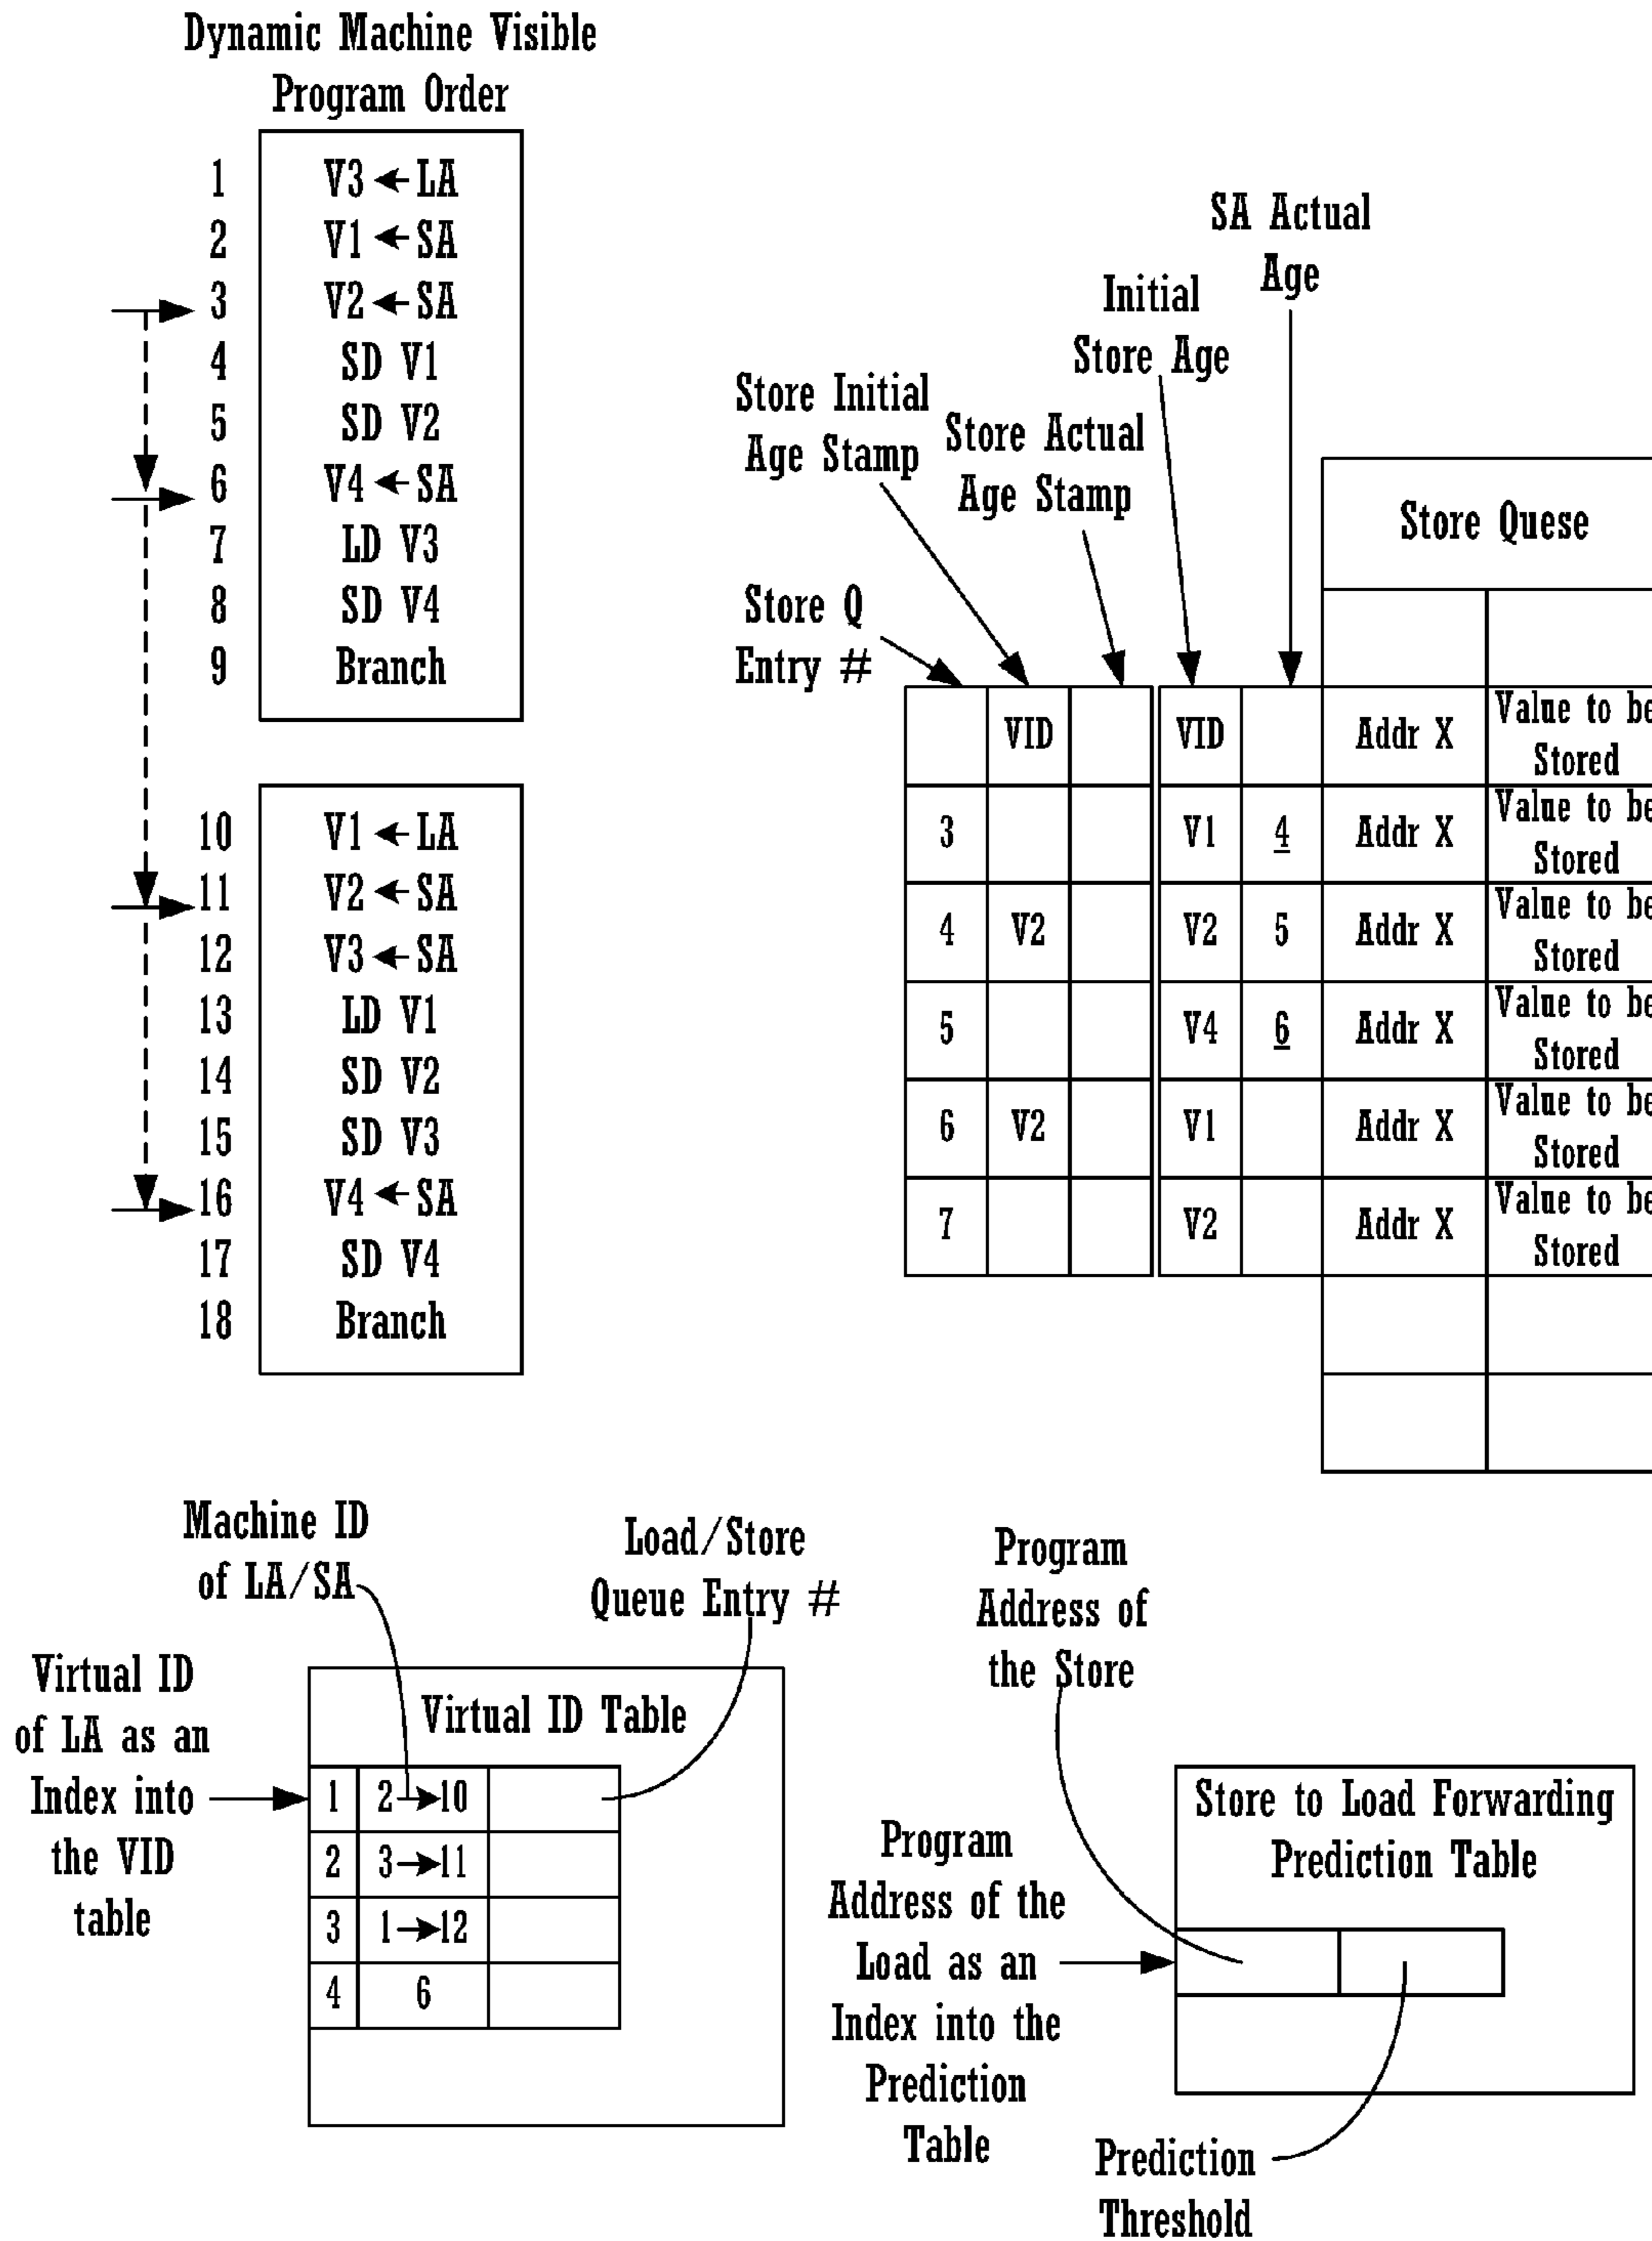 Dynamic Machine Visible
Program Order
1 V3 ← LA
2 V1 ← SA
3 V2 ← SA
4 SD V1
5 SD V2
6 V4 ← SA
7 LD V3
8 SD V4
9 Branch
10 V1 ← LA
11 V2 ← SA
12 V3 ← SA
13 LD V1
14 SD V2
15 SD V3
16 V4 ← SA
17 SD V4
18 Branch
SA Actual
Age
Initial
Store Age
Store Initial
Age Stamp
Store Actual
Age Stamp
Store Q
Entry #
Store Quese
VID VID Addr X Value to be
Stored
3 V1 4 Addr X Value to be
Stored
4 V2 V2 5 Addr X Value to be
Stored
5 V4 6 Addr X Value to be
Stored
6 V2 V1 Addr X Value to be
Stored
7 V2 Addr X Value to be
Stored
Machine ID
of LA/SA
Load/Store
Queue Entry #
Virtual ID
of LA as an
Index into
the VID
table
Virtual ID Table
1 2→10
2 3→11
3 1→12
4 6
Program
Address of
the Store
Program
Address of the
Load as an
Index into the
Prediction
Table
Store to Load Forwarding
Prediction Table
Prediction
Threshold